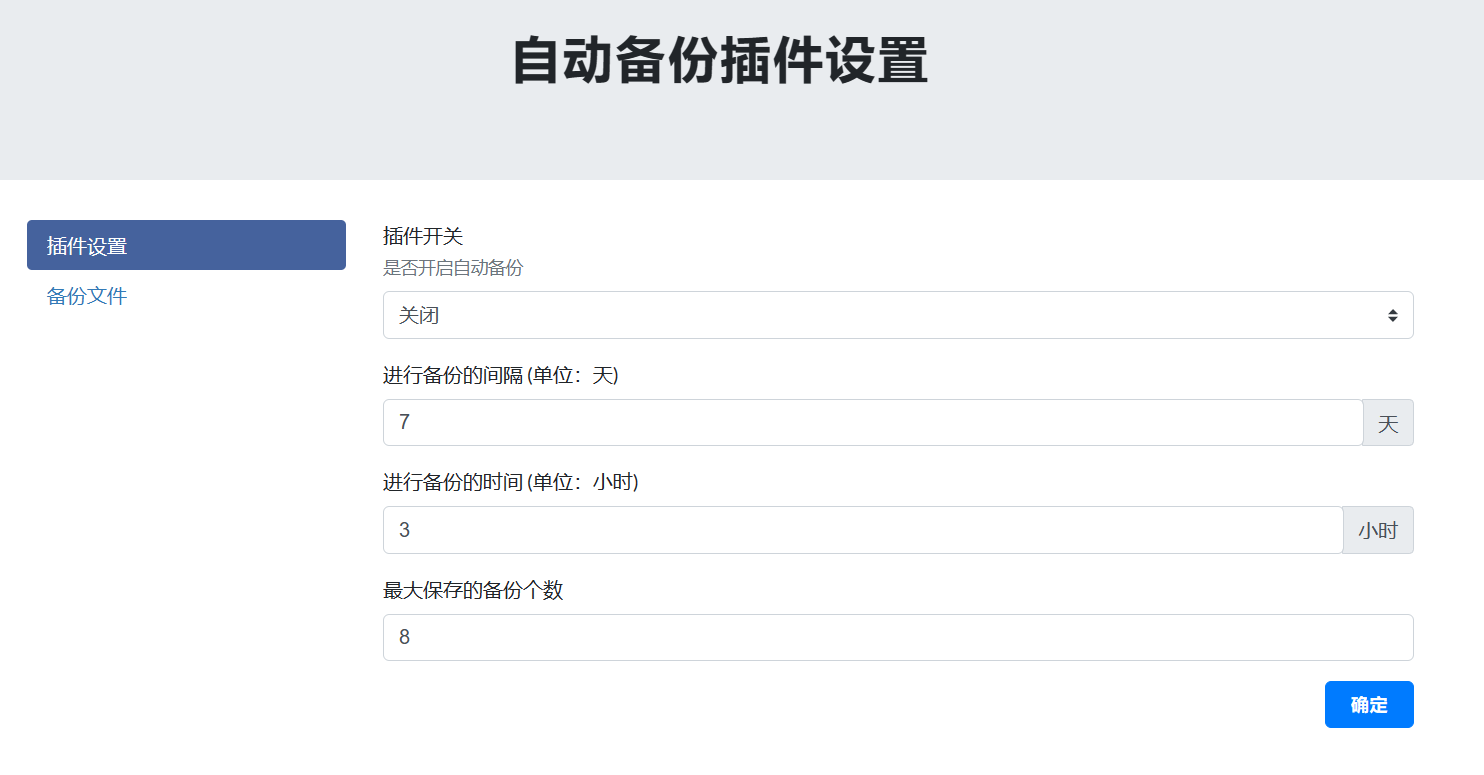 自动备份插件设置
插件设置
备份文件
插件开关
是否开启自动备份
关闭
进行备份的间隔 (单位：天)
7
天
进行备份的时间 (单位：小时)
3
小时
最大保存的备份个数
8
确定